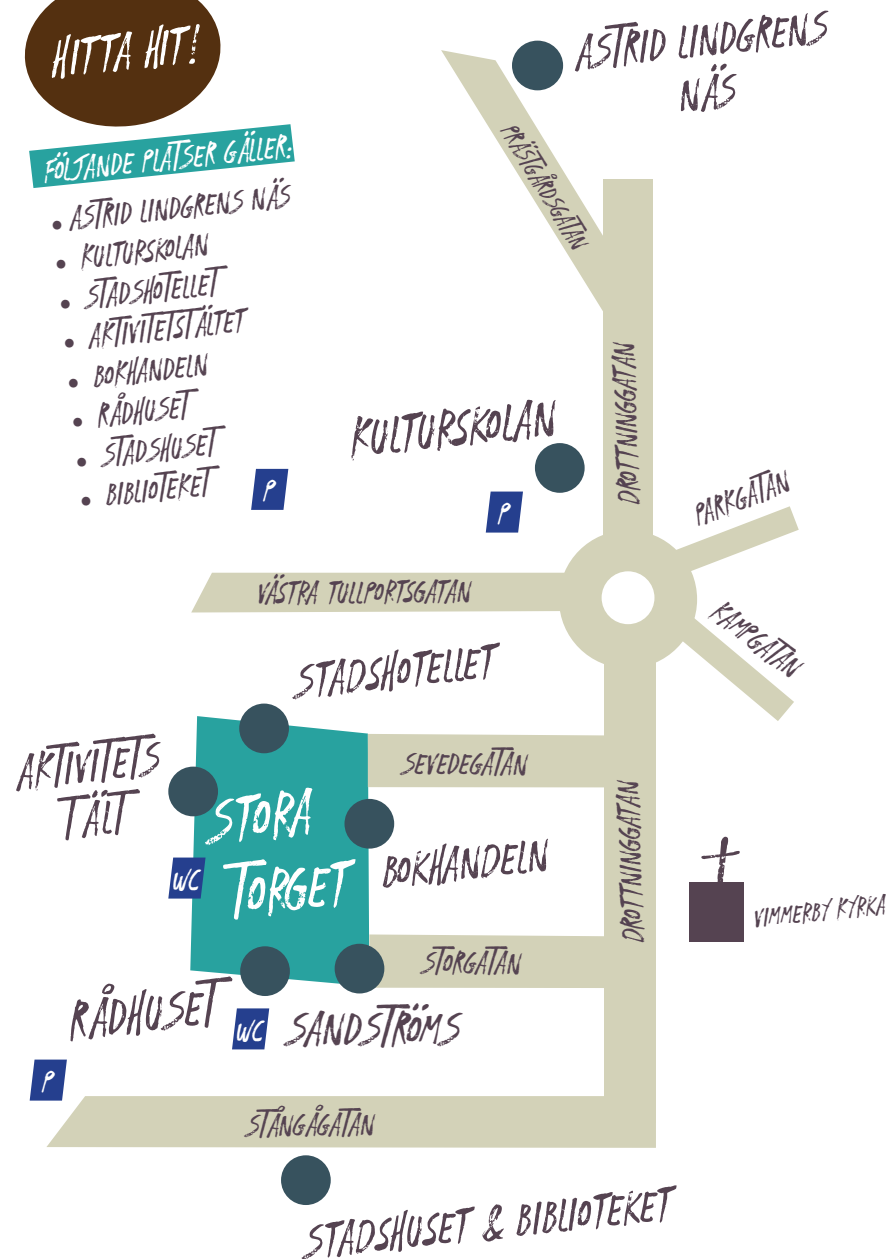 HITTA HIT!
FÖLJANDE PLATSER GÄLLER:
• ASTRID LINDGRENS NÄS
• KULTURSKOLAN
• STADSHOTELLET
• AKTIVITETSTÄLTET
• BOKHANDELN
• RÅDHUSET
• STADSHUSET
• BIBLIOTEKET
ASTRID LINDGRENS
NÄS
PRÄSTGÅRDSGATAN
DROTTNINGGATAN
KULTURSKOLAN
P
P
PARKGATAN
VÄSTRA TULLPORTSGATAN
KAMPGATAN
STADSHOTELLET
AKTIVITETS
TÄLT
SEVEDEGATAN
STORA
TORGET
BOKHANDELN
WC
DROTTNINGGATAN
VIMMERBY KYRKA
STORGATAN
RÅDHUSET
WC
SANDSTRÖMS
P
STÅNGÅGATAN
STADSHUSET & BIBLIOTEKET